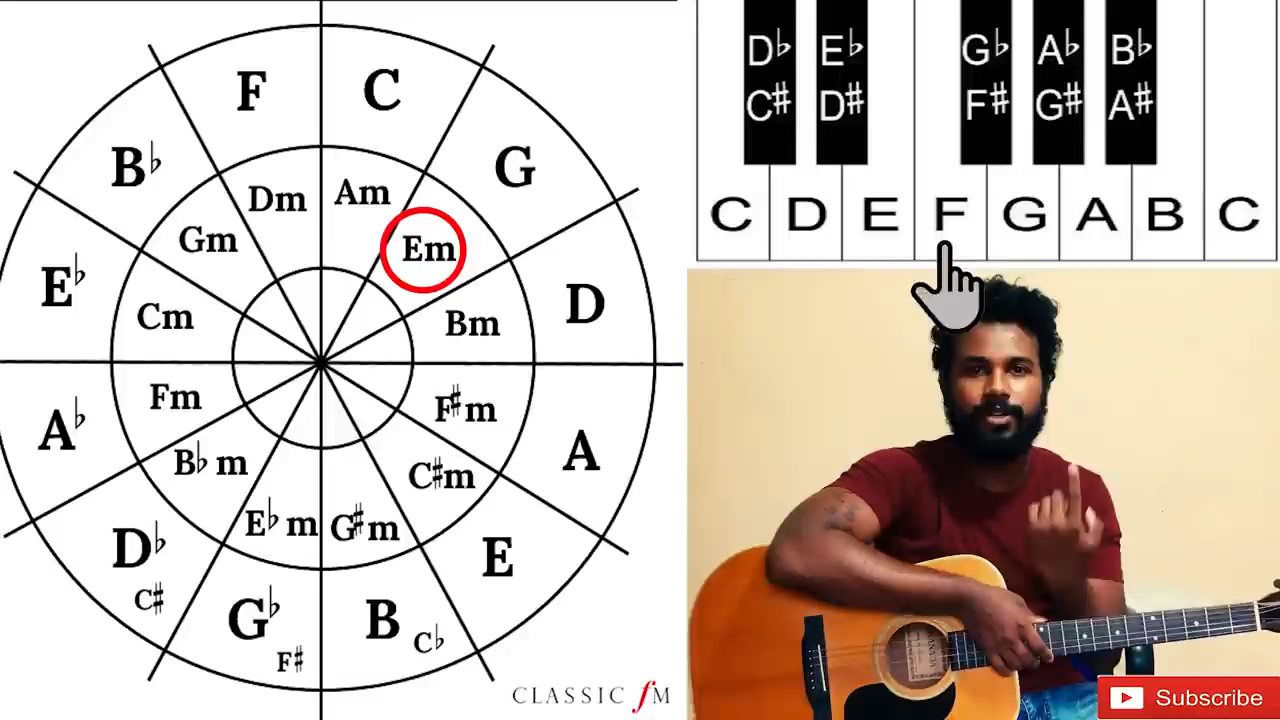 F
C
B♭
G
Dm
Am
Gm
Em
E♭
D
Cm
Bm
Fm
F♯m
A♭
A
B♭ m
C♯m
E♭ m
G♯m
D♭
C♯
E
G♭
F♯
B
C♭
CLASSIC fM
D♭
C♯
E♭
D♯
G♭
F♯
A♭
G♯
B♭
A♯
C D E F G A B C
Subscribe